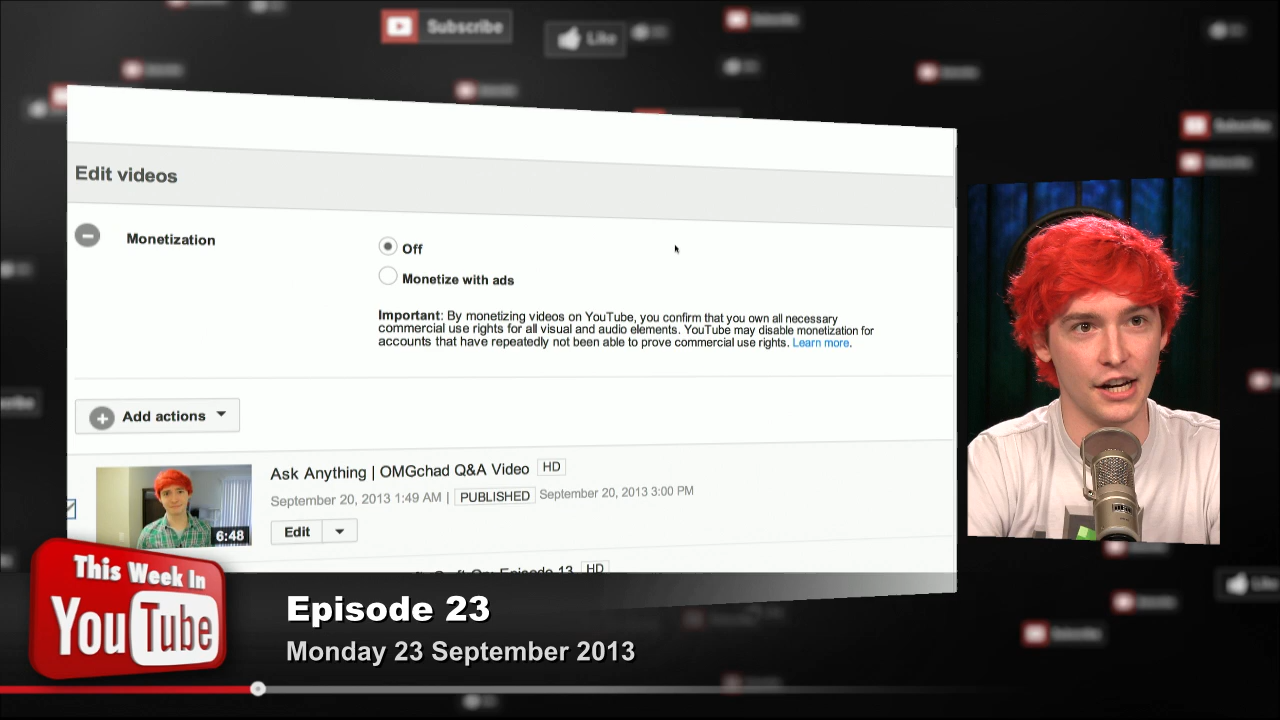 Subscribe
Like
Edit videos
Monetization
Off
Monetize with ads
Important: By monetizing videos on YouTube, you confirm that you own all necessary
commercial use rights for all visual and audio elements. YouTube may disable monetization for
accounts that have repeatedly not been able to prove commercial use rights. Learn more.
Add actions
Ask Anything | OMGchad Q&A Video HD
September 20, 2013 1:49 AM | PUBLISHED September 20, 2013 3:00 PM
6:48
Edit
Episode 13 HD
This Week In
YouTube
Episode 23
Monday 23 September 2013